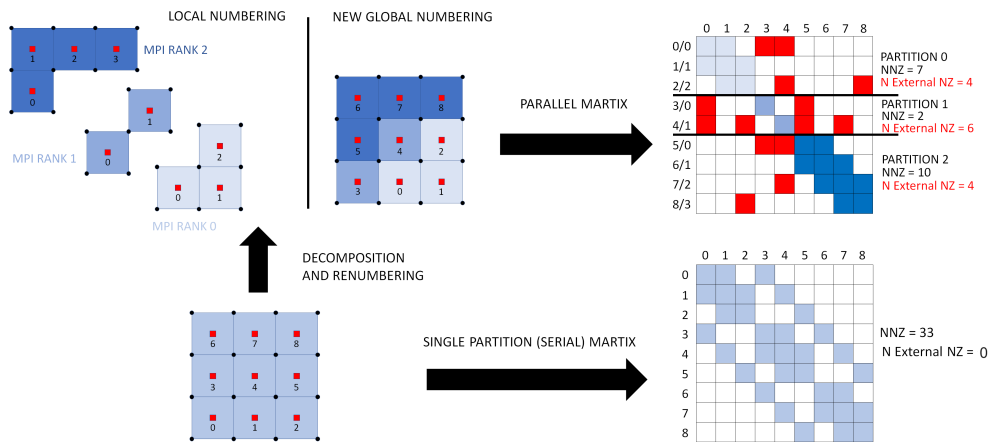 LOCAL NUMBERING
NEW GLOBAL NUMBERING
1 2 3
MPI RANK 2
0
1
MPI RANK 1
0
2
0 1
MPI RANK 0
6 7 8
5 4 2
3 0 1
PARALLEL MARTIX
0 1 2 3 4 5 6 7 8
0/0
1/1
2/2
3/0
4/1
5/0
6/1
7/2
8/3
PARTITION 0
NNZ = 7
N External NZ = 4
PARTITION 1
NNZ = 2
N External NZ = 6
PARTITION 2
NNZ = 10
N External NZ = 4
DECOMPOSITION
AND RENUMBERING
6 7 8
3 4 5
0 1 2
SINGLE PARTITION (SERIAL) MARTIX
0 1 2 3 4 5 6 7 8
0
1
2
3
4
5
6
7
8
NNZ = 33
N External NZ = 0